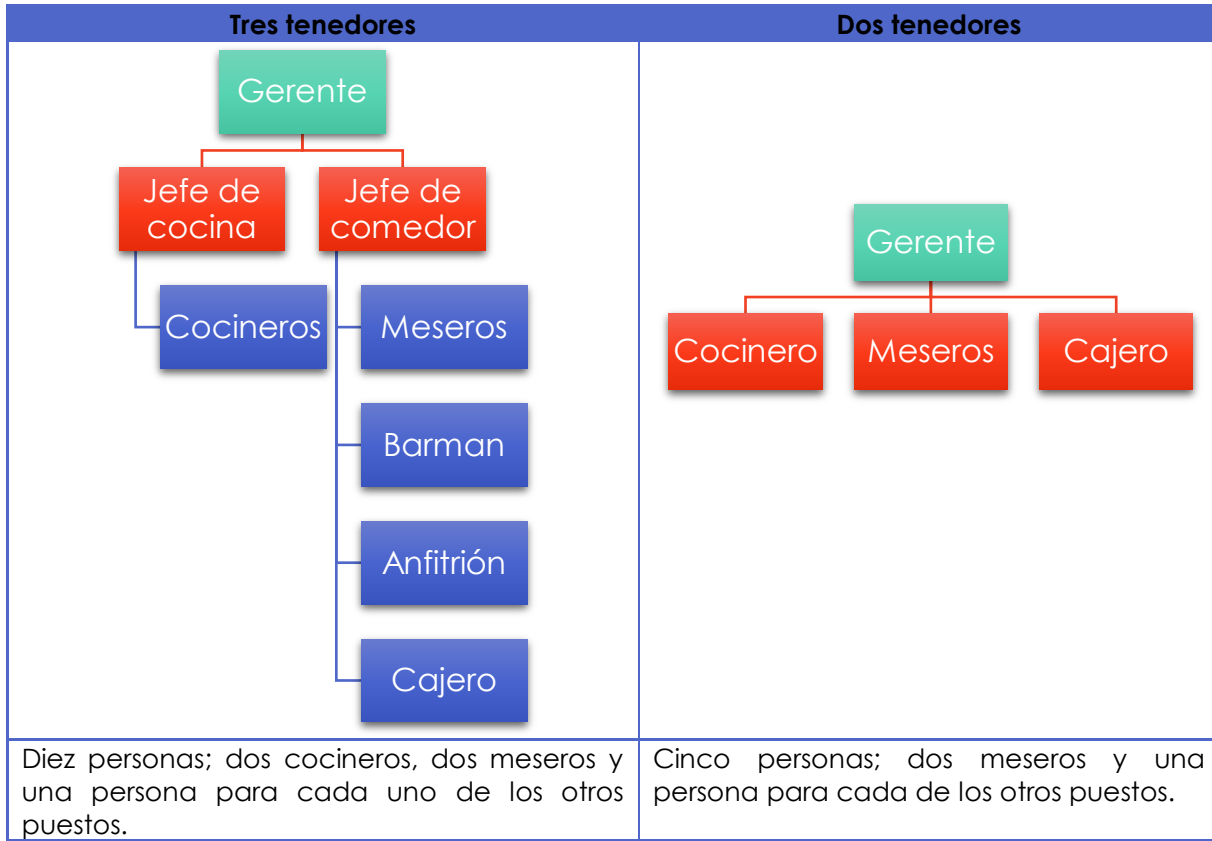 Tres tenedores
Dos tenedores
Gerente
Jefe de
cocina
Jefe de
comedor
Cocineros
Meseros
Barman
Anfitrión
Cajero
Gerente
Cocinero
Meseros
Cajero
Diez personas; dos cocineros, dos meseros y
una persona para cada uno de los otros
puestos.
Cinco personas; dos meseros y una
persona para cada de los otros puestos.